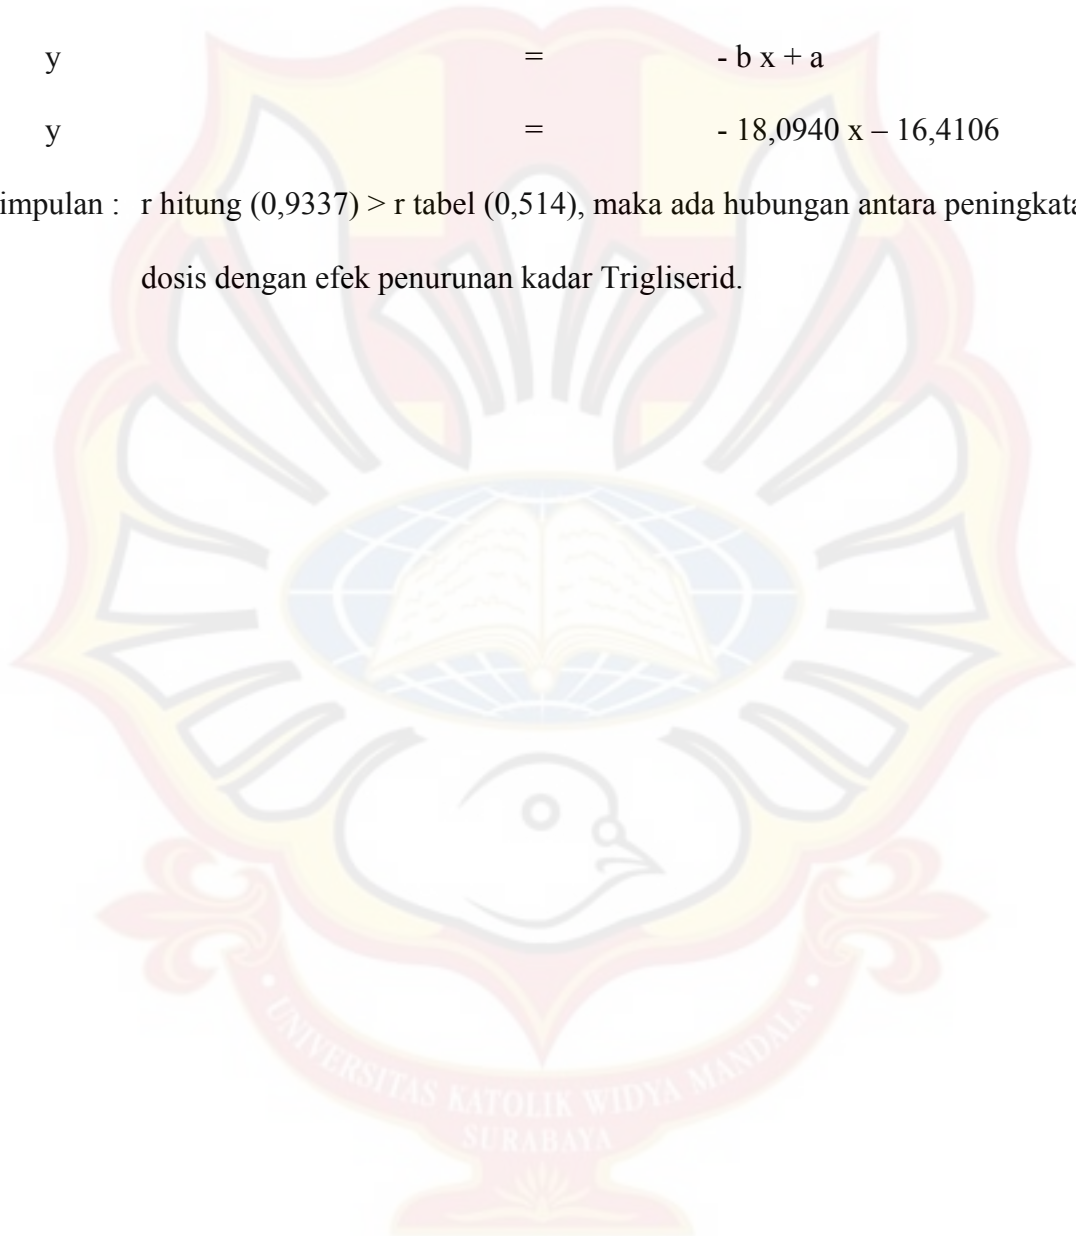 y = - b x + a
y = - 18,0940 x – 16,4106
impulan : r hitung (0,9337) > r tabel (0,514), maka ada hubungan antara peningkata
dosis dengan efek penurunan kadar Trigliserid.
UNIVERSITAS KATOLIK WIDYA MANDALA
SURABAYA